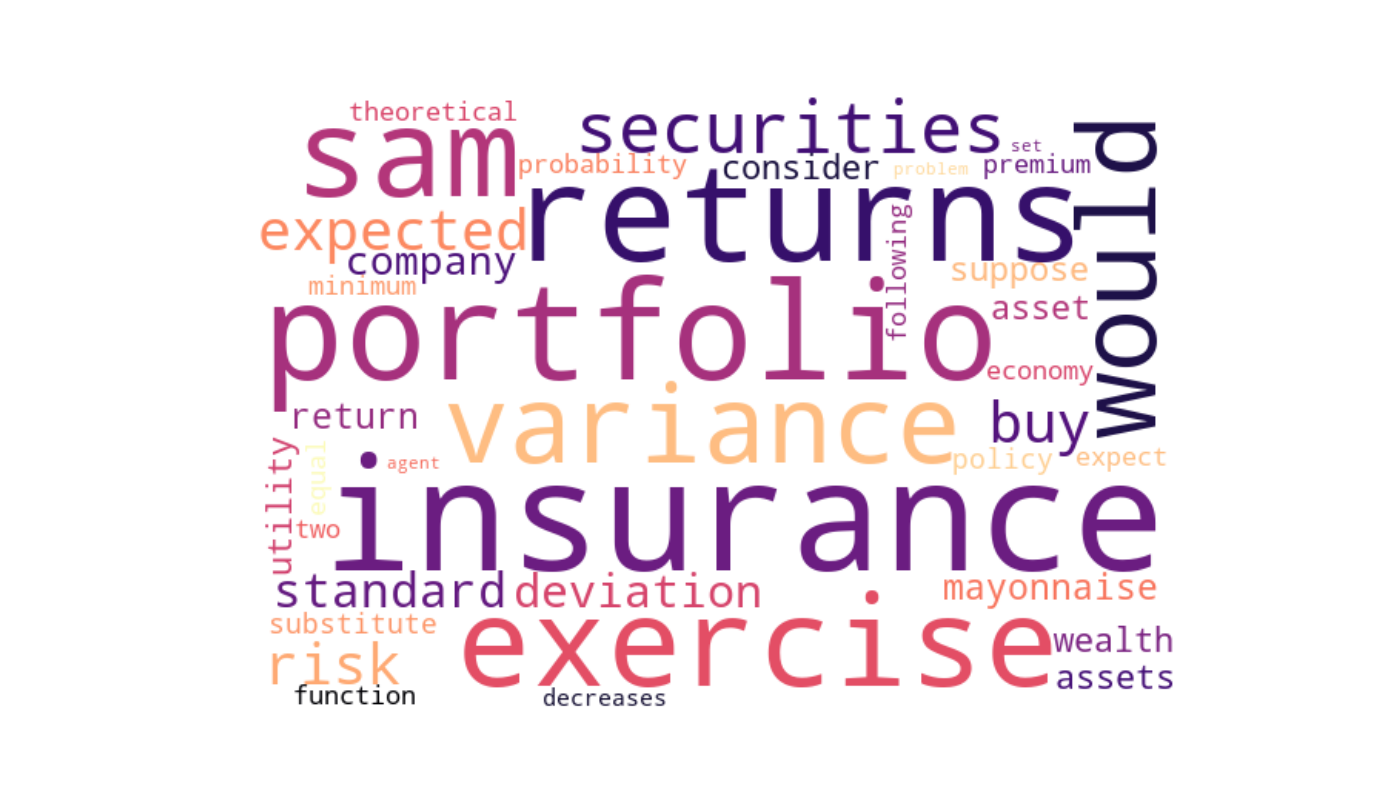 theoretical
sam
securities
set
would
probability
consider
problem
premium
returns
expected
following
company
suppose
minimum
asset
portfolio
economy
return
variance
buy
utility
equal
agent
policy
expect
insurance
two
standard
deviation
mayonnaise
substitute
exercise
wealth
risk
assets
function
decreases